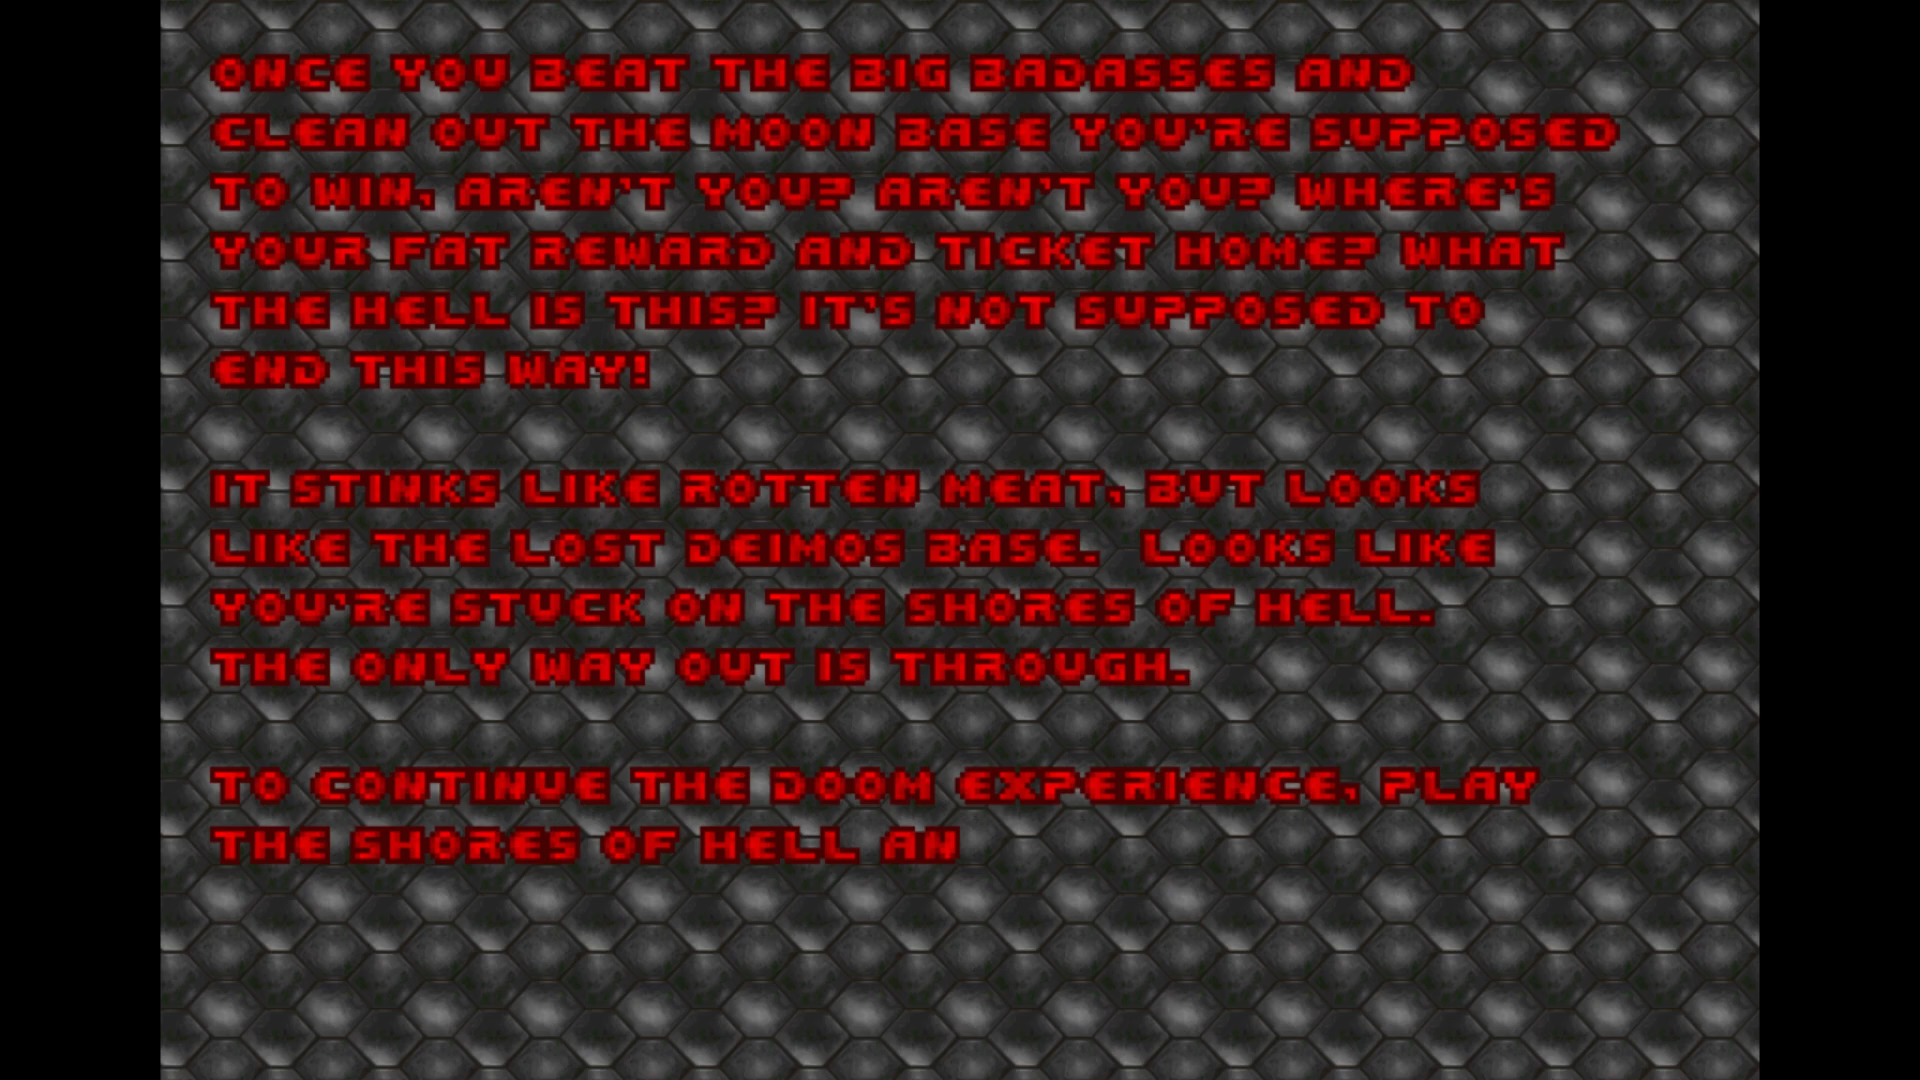 ONCE YOU BEAT THE BIG BADASSES AND
CLEAN OUT THE MOON BASE YOU'RE SUPPOSED
TO WIN, AREN'T YOU? AREN'T YOU? WHERE'S
YOUR FAT REWARD AND TICKET HOME? WHAT
THE HELL IS THIS? IT'S NOT SUPPOSED TO
END THIS WAY!
IT STINKS LIKE ROTTEN MEAT, BUT LOOKS
LIKE THE LOST DEIMOS BASE.  LOOKS LIKE
YOU'RE STUCK ON THE SHORES OF HELL.
THE ONLY WAY OUT IS THROUGH.
TO CONTINUE THE DOOM EXPERIENCE, PLAY
THE SHORES OF HELL AN